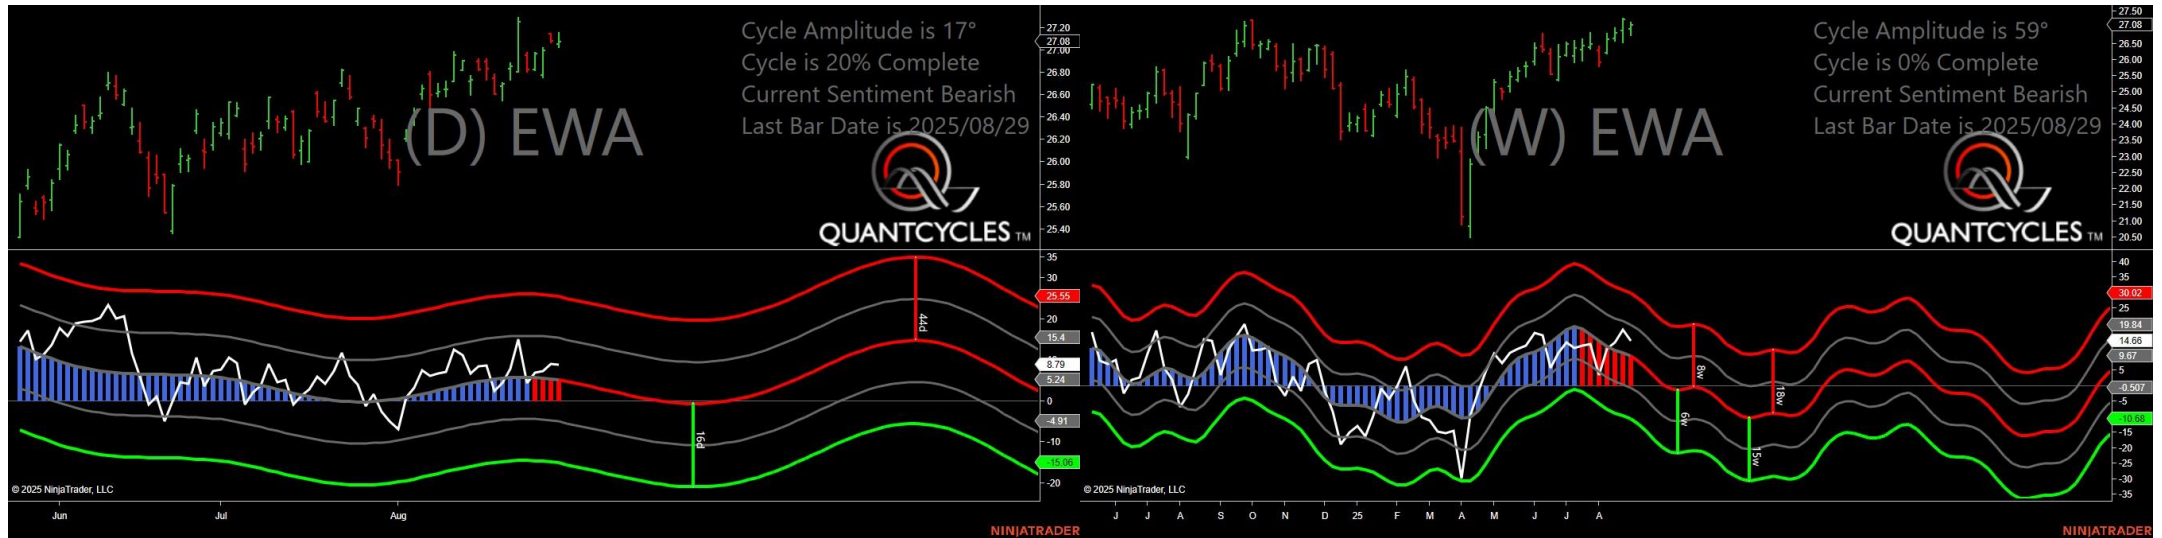 Cycle Amplitude is 17°
Cycle is 20% Complete
Current Sentiment Bearish
Last Bar Date is 2025/08/29
(D) EWA
QUANTCYCLES TM
27.20
27.08
27.00
26.80
26.60
26.40
26.20
26.00
25.80
25.60
25.40
35
30
25.55
20
15.4
8.79
5.24
0
-4.91
-10
-15.06
-20
44d
16d
© 2025 NinjaTrader, LLC
Jun
Jul
Aug
NINJATRADER
Cycle Amplitude is 59°
Cycle is 0% Complete
Current Sentiment Bearish
Last Bar Date is 2025/08/29
(W) EWA
QUANTCYCLES TM
27.50
27.08
26.50
26.00
25.50
25.00
24.50
24.00
23.50
23.00
22.50
22.00
21.50
21.00
20.50
40
35
30.02
25
19.84
14.66
9.67
5
-0.507
-5
-10.68
-15
-20
-25
-30
-35
8w
18w
6w
15w
© 2025 NinjaTrader, LLC
J
J
A
S
O
N
D
25
F
M
A
M
J
J
A
NINJATRADER